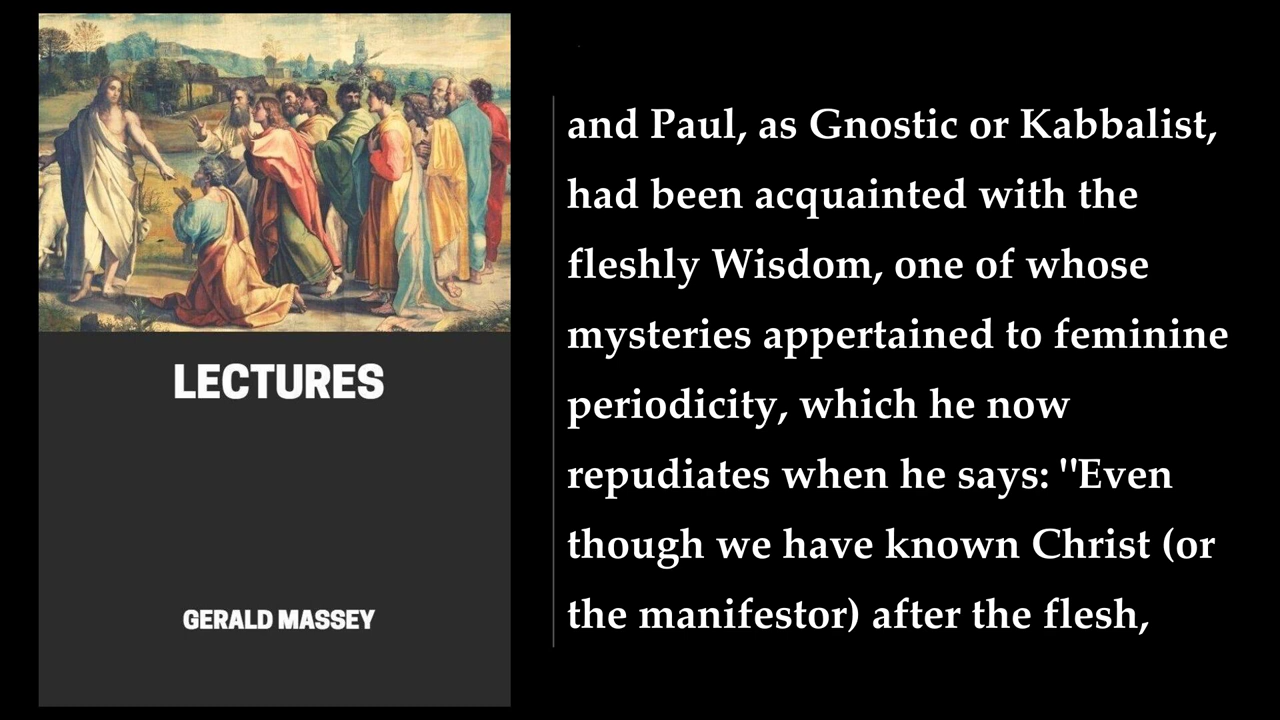 LECTURES
GERALD MASSEY
and Paul, as Gnostic or Kabbalist,
had been acquainted with the
fleshly Wisdom, one of whose
mysteries appertained to feminine
periodicity, which he now
repudiates when he says: "Even
though we have known Christ (or
the manifestor) after the flesh,